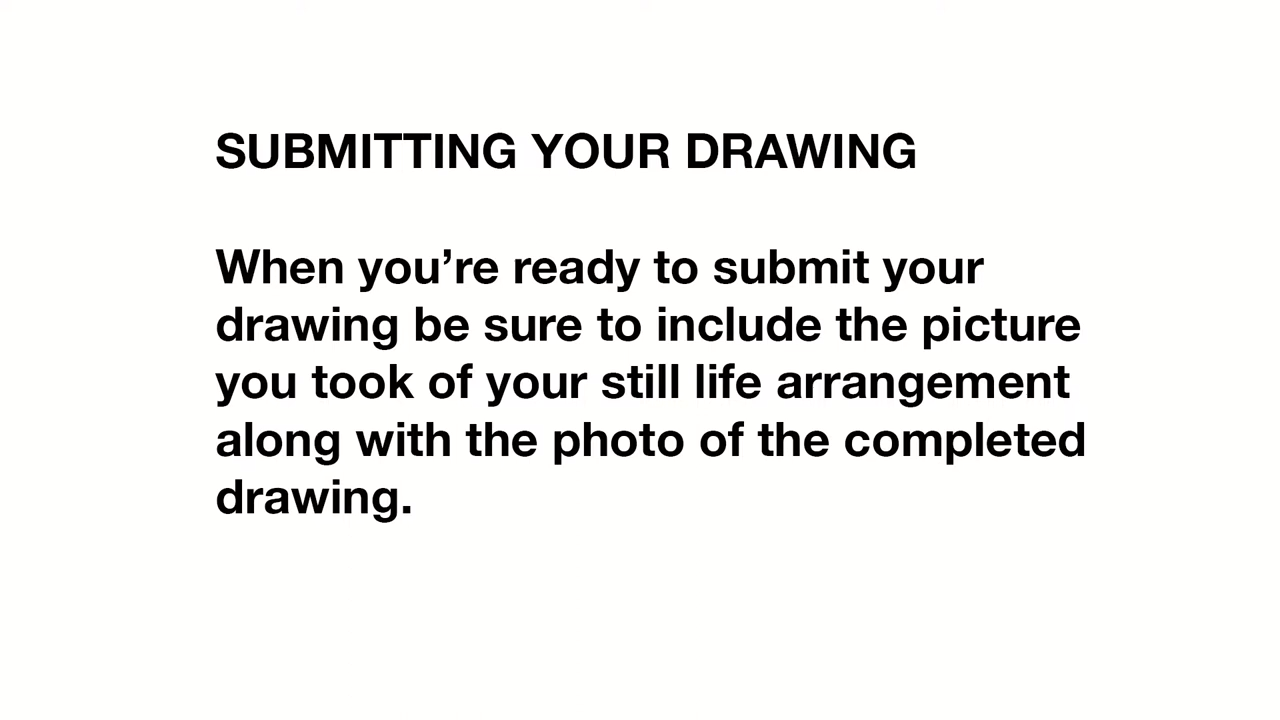 SUBMITTING YOUR DRAWING
When you’re ready to submit your
drawing be sure to include the picture
you took of your still life arrangement
along with the photo of the completed
drawing.